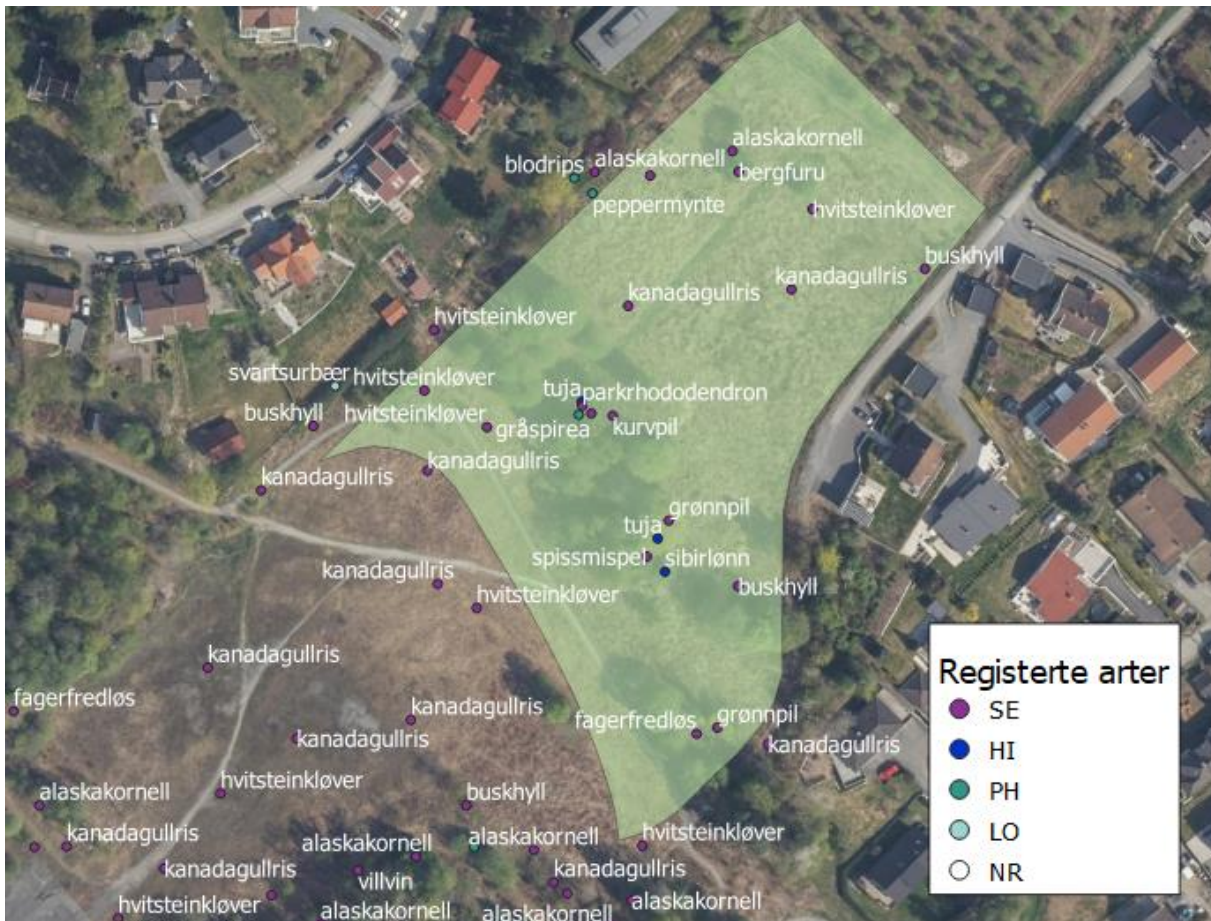 alaskakornell
blodrips
alaskakornell
bergfuru
peppermynte
hvitsteinkløver
buskhyll
kanadagullris
kanadagullris
hvitsteinkløver
svartsurbær
hvitsteinkløver
tuja
parkrhododendron
buskhyll
hvitsteinkløver
gråspirea
kurvpil
kanadagullris
kanadagullris
grønnpil
tuja
spissmispel
sibirlønn
kanadagullris
buskhyll
hvitsteinkløver
kanadagullris
fagerfredløs
kanadagullris
fagerfredløs
grønnpil
kanadagullris
kanadagullris
hvitsteinkløver
alaskakornell
buskhyll
kanadagullris
alaskakornell
alaskakornell
hvitsteinkløver
kanadagullris
villvin
kanadagullris
hvitsteinkløver
alaskakornell
alaskakornell
alaskakornell
Registerte arter
SE
HI
PH
LO
NR